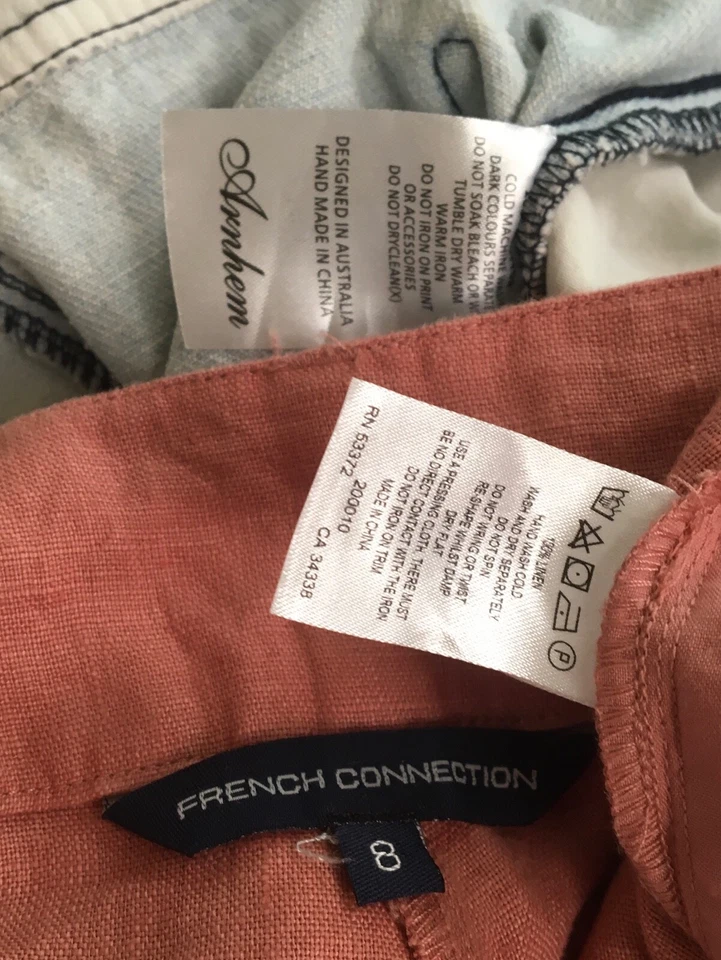 Arnhem
DESIGNED IN AUSTRALIA
HAND MADE IN CHINA
COLD MACHINE
DARK COLOURS SEPARAT
DO NOT SOAK BLEACH OR W
TUMBLE DRY WARM
WARM IRON
DO NOT IRON ON PRINT
OR ACCESSORIES
DO NOT DRYCLEAN(X)
100% LINEN
HAND WASH COLD
WASH AND DRY SEPARATELY
DO NOT SPIN
DO NOT WRING OR TWIST
RE-SHAPE WHILST DAMP
DRY FLAT
USE A PRESSING CLOTH. THERE MUST
BE NO DIRECT CONTACT WITH THE IRON
DO NOT IRON ON TRIM
MADE IN CHINA
RN 53372 200010 CA 34338
P
FRENCH CONNECTION
8